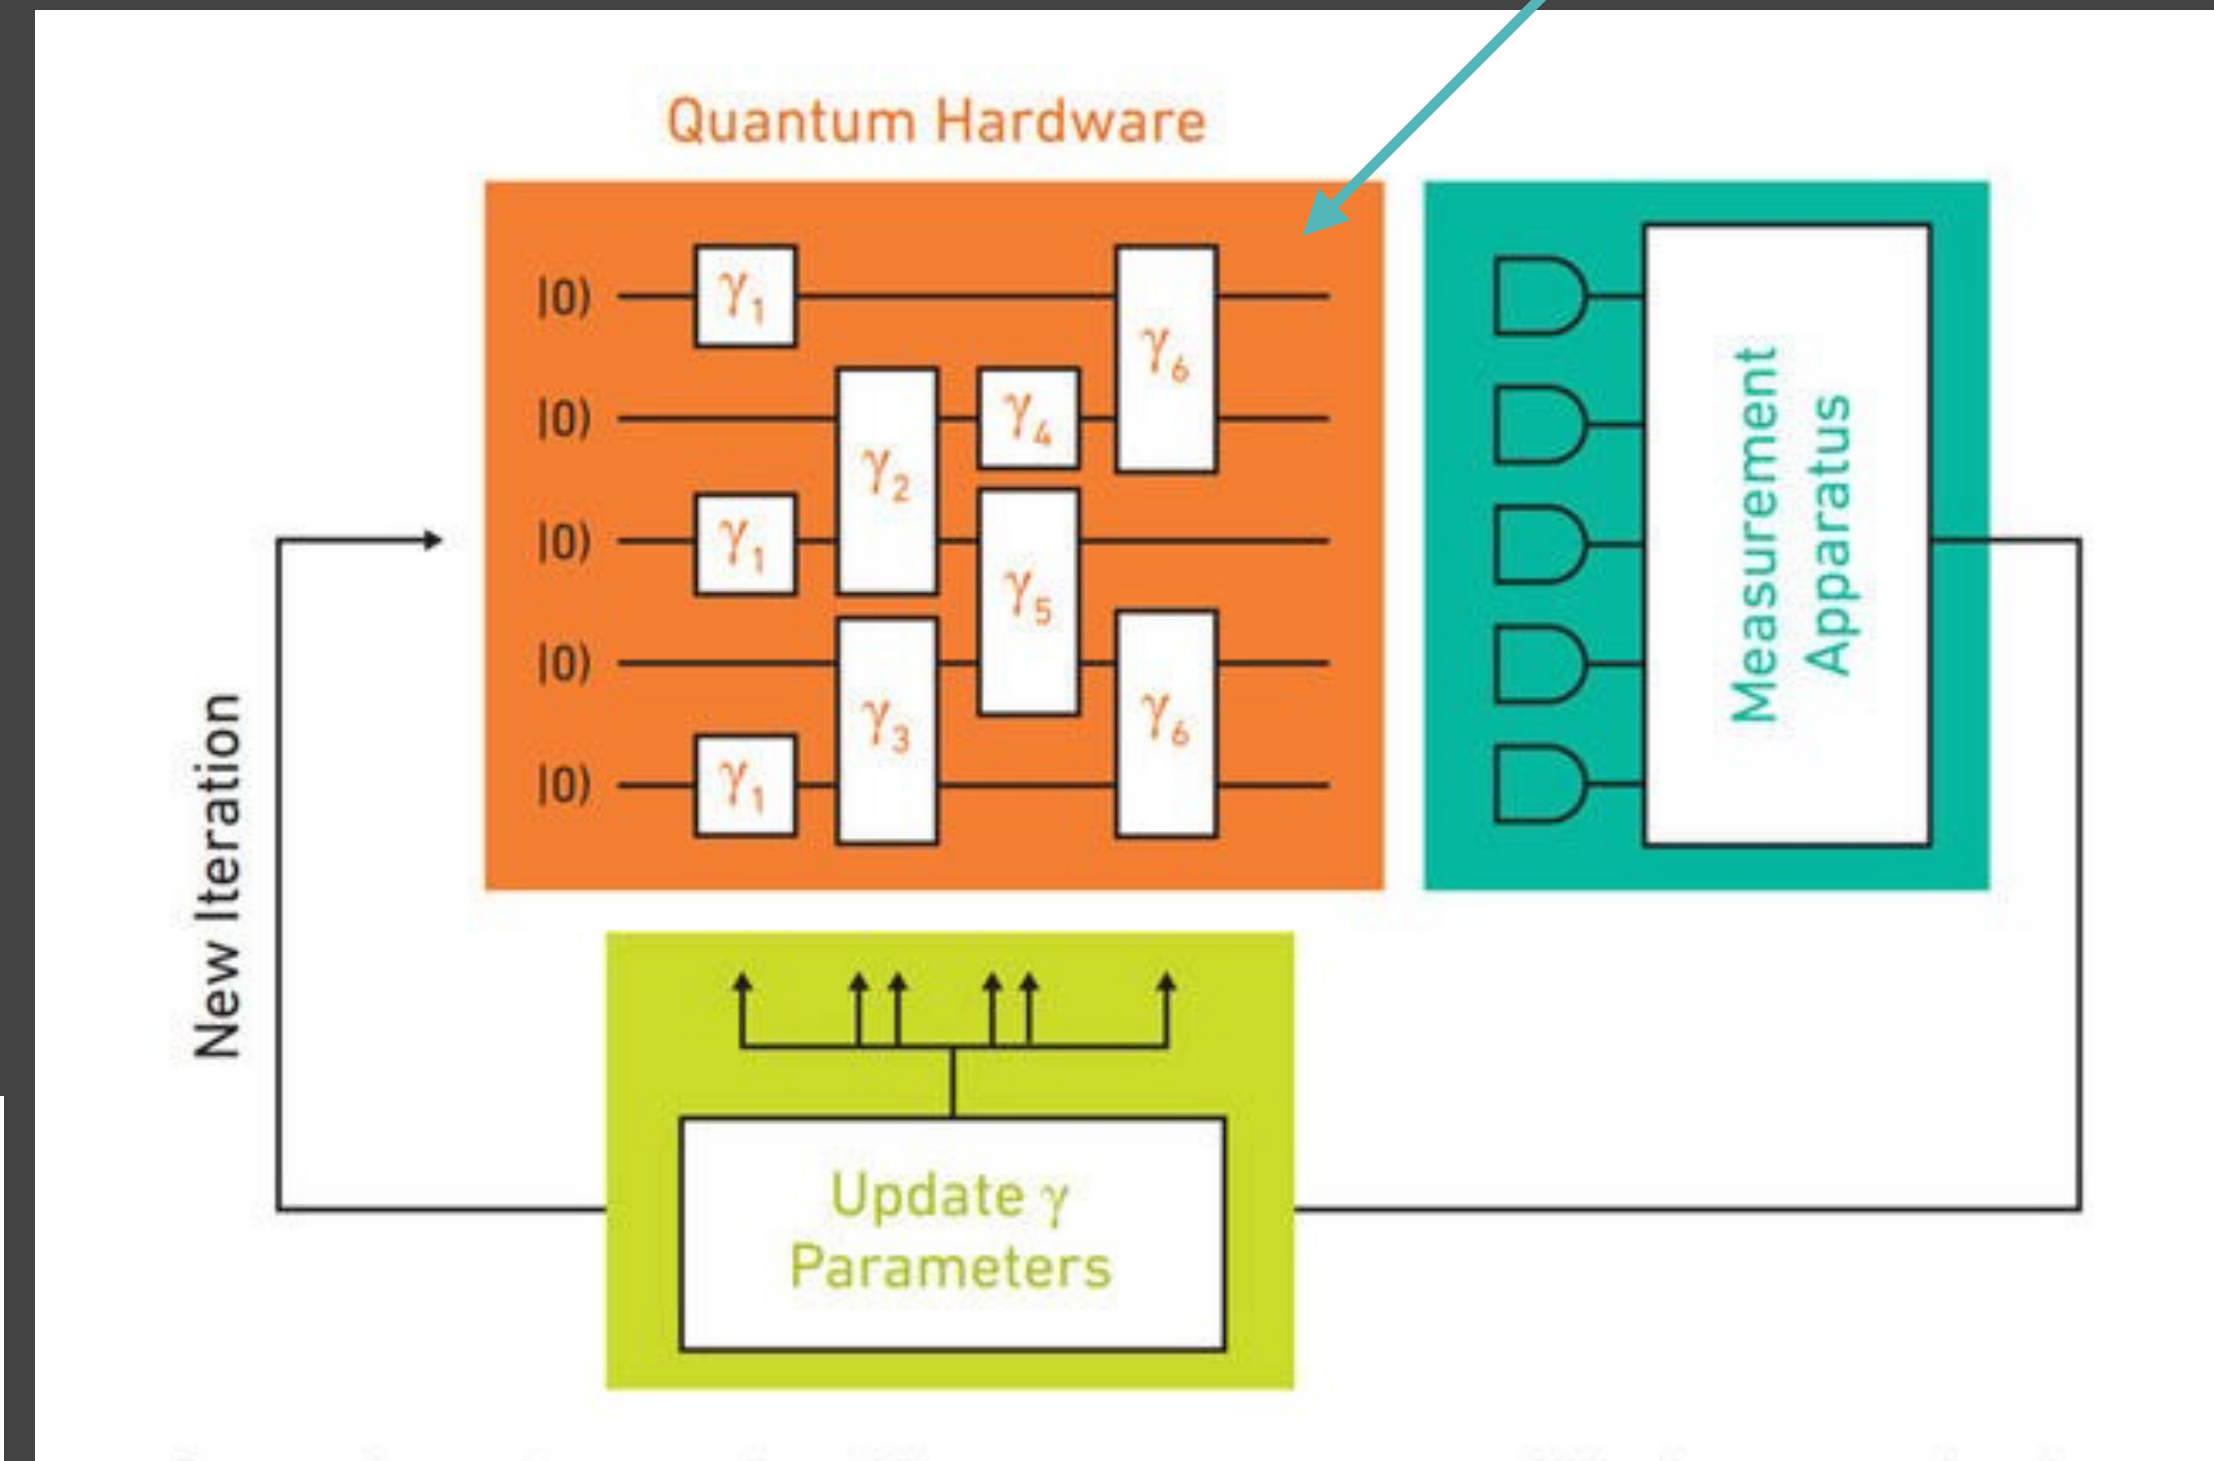 Quantum Hardware
|0⟩ γ1 γ6
|0⟩ γ2 γ4
|0⟩ γ1 γ5
|0⟩ γ3 γ6
|0⟩ γ1
Measurement
Apparatus
New Iteration
Update γ
Parameters